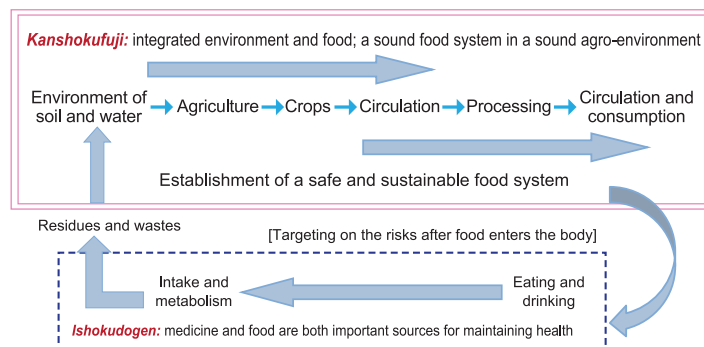 Kanshokufuji: integrated environment and food; a sound food system in a sound agro-environment
Environment of
soil and water
Agriculture
Crops
Circulation
Processing
Circulation and
consumption
Establishment of a safe and sustainable food system
Residues and wastes
[Targeting on the risks after food enters the body]
Intake and
metabolism
Eating and
drinking
Ishokudogen: medicine and food are both important sources for maintaining health